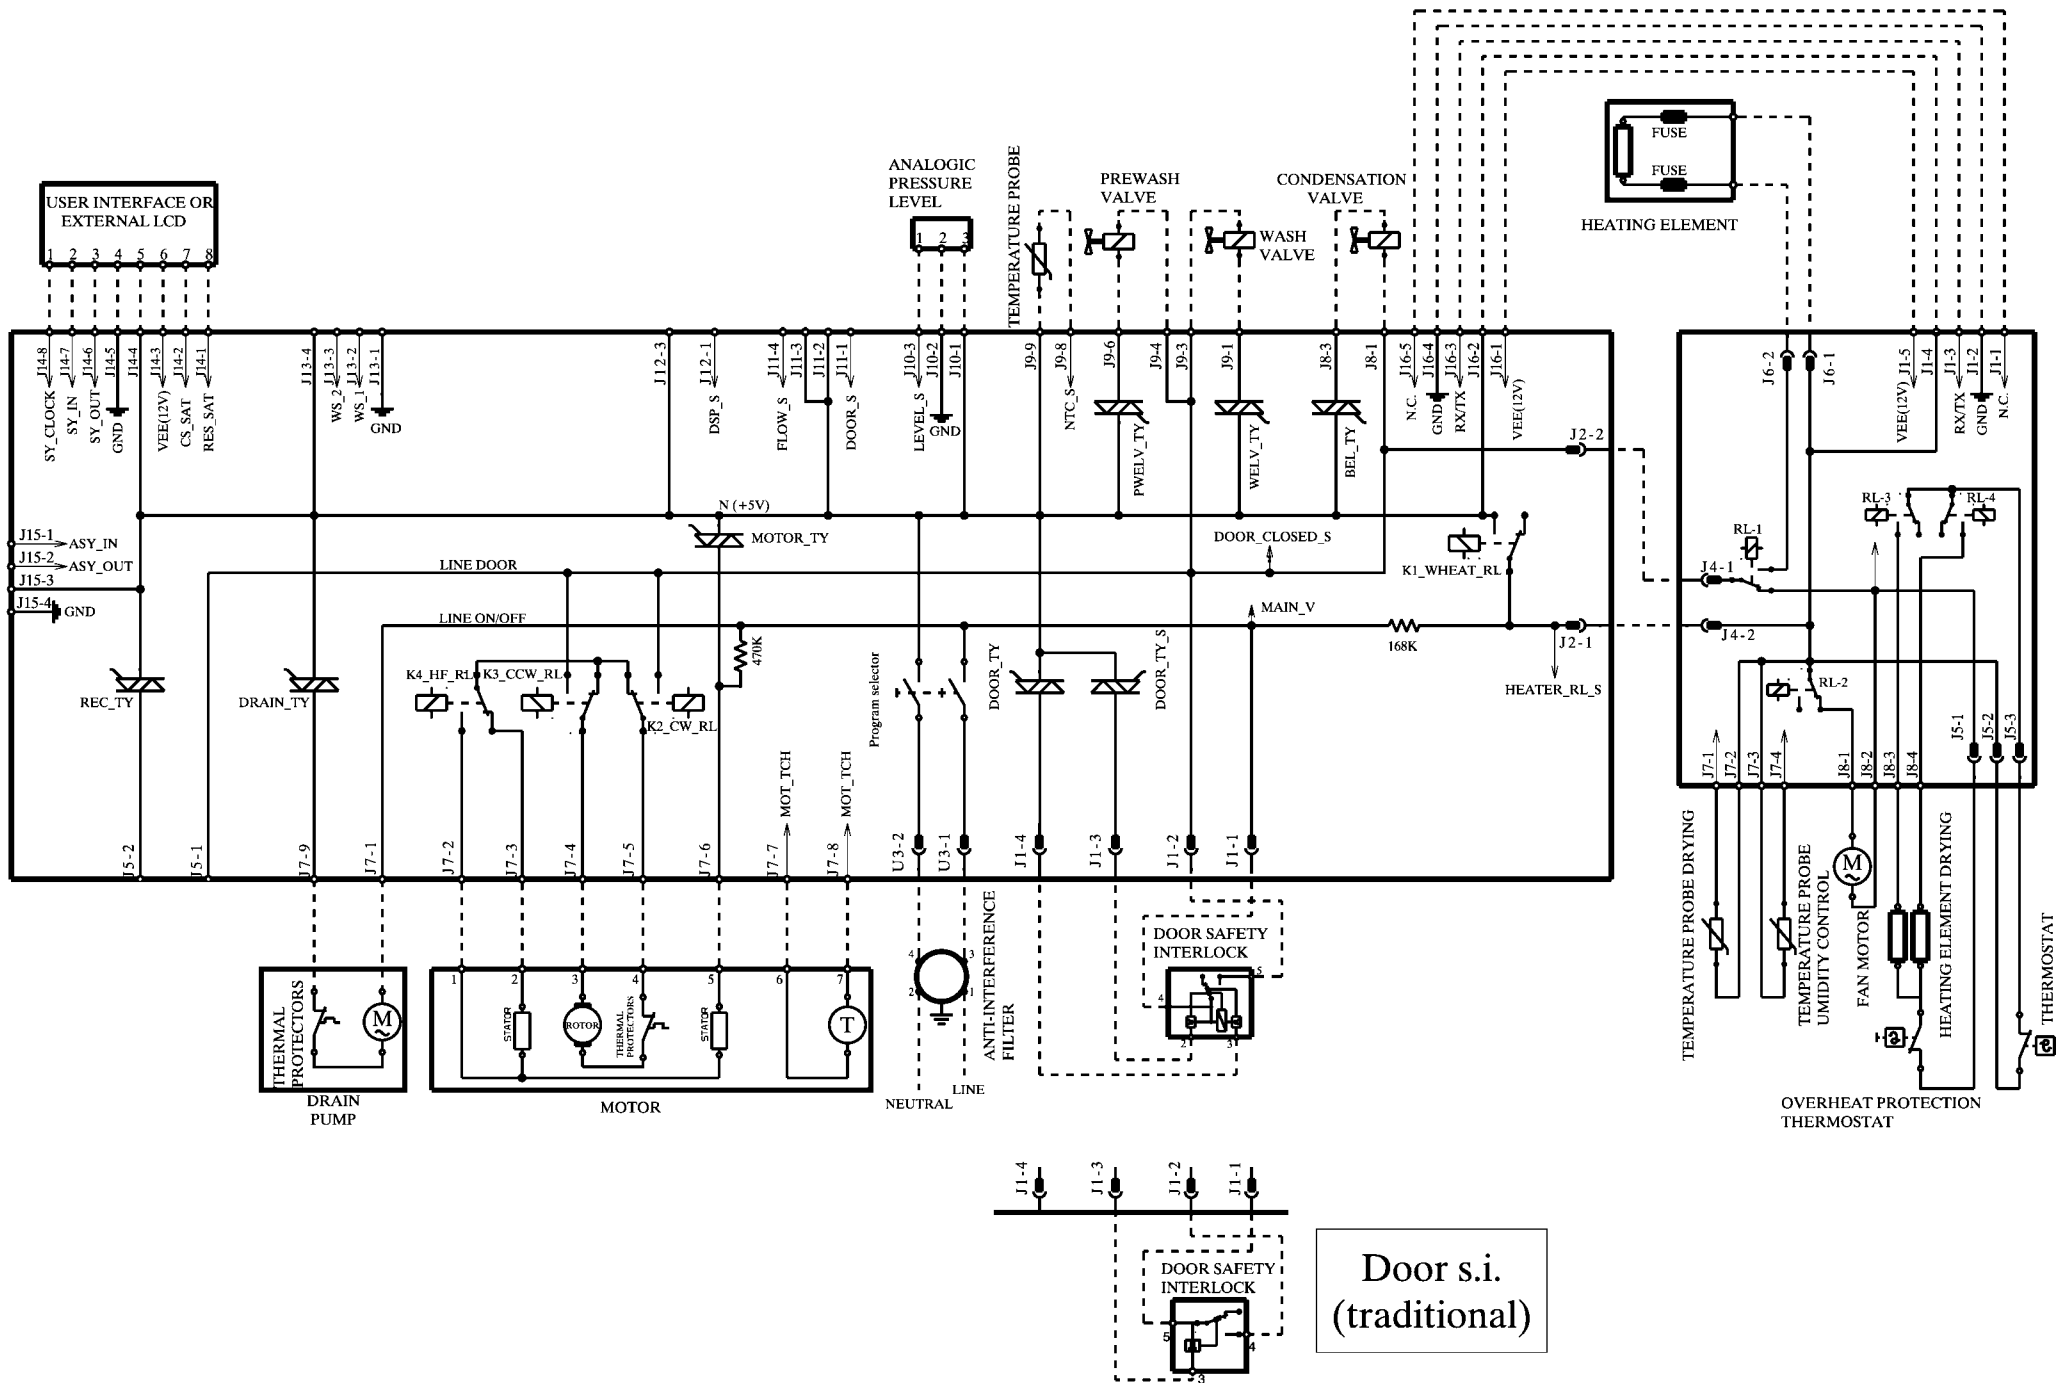 USER INTERFACE OR
EXTERNAL LCD
1 2 3 4 5 6 7 8
ANALOGIC
PRESSURE
LEVEL
1 2 3
TEMPERATURE PROBE
PREWASH
VALVE
WASH
VALVE
CONDENSATION
VALVE
FUSE
FUSE
HEATING ELEMENT
J14-8
J14-7
J14-6
J14-5
J14-4
J14-3
J14-2
J14-1
SY_CLOCK
SY_IN
SY_OUT
GND
VEE(12V)
CS_SAT
RES_SAT
J13-4
J13-3
J13-2
J13-1
WS_2
WS_1
GND
J12-3
J12-1
DSP_S
J11-4
J11-3
J11-2
J11-1
FLOW_S
DOOR_S
J10-3
J10-2
J10-1
LEVEL_S
GND
J9-9
J9-8
NTC_S
J9-6
J9-4
J9-3
J9-1
PWELV_TY
WELV_TY
J8-3
J8-1
BEL_TY
J16-5
J16-4
J16-3
J16-2
J16-1
N.C.
GND
RX/TX
VEE(12V)
J2-2
J6-2
J6-1
J1-5
J1-4
J1-3
J1-2
J1-1
VEE(12V)
RX/TX
GND
N.C.
RL-3
RL-4
RL-1
J4-1
J4-2
RL-2
J15-1
ASY_IN
J15-2
ASY_OUT
J15-3
J15-4
GND
N (+5V)
MOTOR_TY
LINE DOOR
DOOR_CLOSED_S
K1_WHEAT_RL
LINE ON/OFF
MAIN_V
470K
168K
J2-1
HEATER_RL_S
REC_TY
DRAIN_TY
K4_HF_RL
K3_CCW_RL
K2_CW_RL
Program selector
DOOR_TY
DOOR_TY_S
MOT_TCH
MOT_TCH
J5-2
J5-1
J7-9
J7-1
J7-2
J7-3
J7-4
J7-5
J7-6
J7-7
J7-8
U3-2
U3-1
J1-4
J1-3
J1-2
J1-1
J7-1
J7-2
J7-3
J7-4
J8-1
J8-2
J8-3
J8-4
J5-1
J5-2
J5-3
THERMAL
PROTECTORS
M
DRAIN
PUMP
1 2 3 4 5 6 7
STATOR
ROTOR
THERMAL
PROTECTORS
STATOR
T
MOTOR
4 3
2 1
NEUTRAL
LINE
ANTI-INTERFERENCE
FILTER
DOOR SAFETY
INTERLOCK
5
4
2 3
TEMPERATURE PROBE DRYING
TEMPERATURE PROBE
UMIDITY CONTROL
M
FAN MOTOR
HEATING ELEMENT DRYING
THERMOSTAT
OVERHEAT PROTECTION
THERMOSTAT
J1-4
J1-3
J1-2
J1-1
DOOR SAFETY
INTERLOCK
5
4
3
Door s.i.
(traditional)